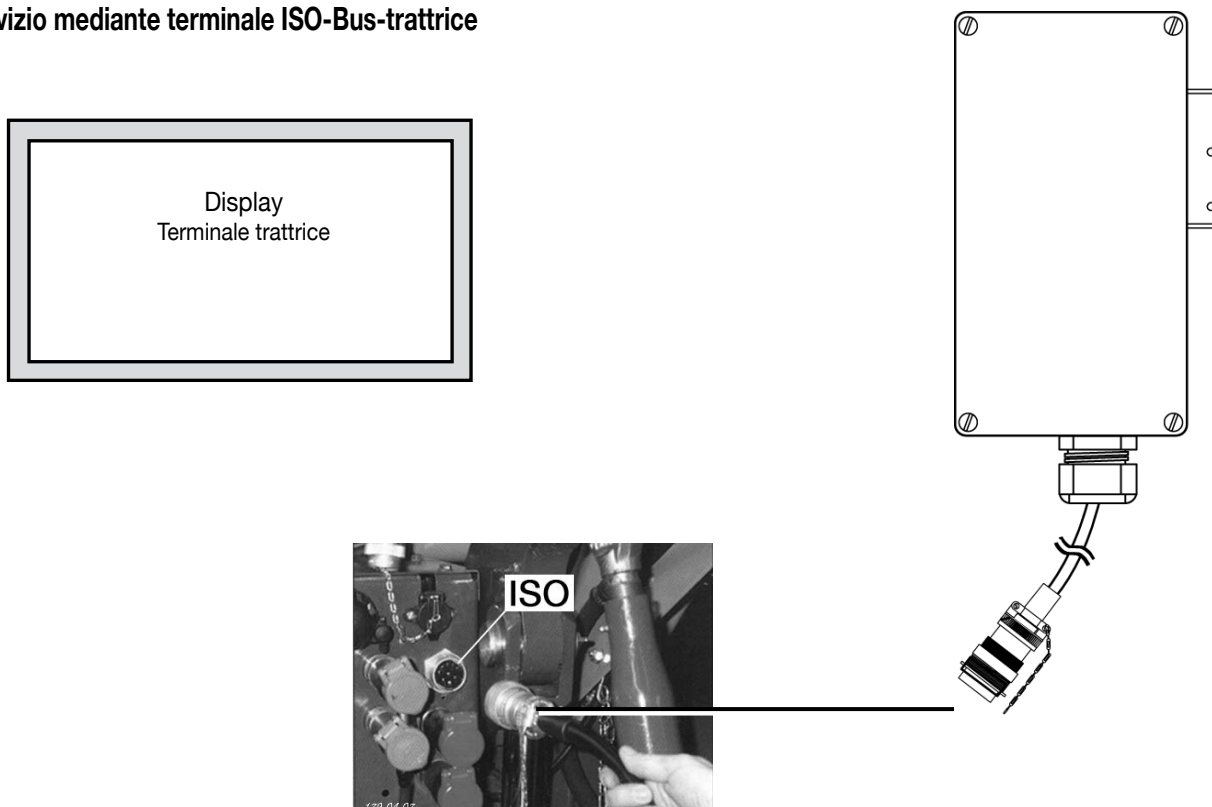 vizio mediante terminale ISO-Bus-trattrice
Display
Terminale trattrice
ISO